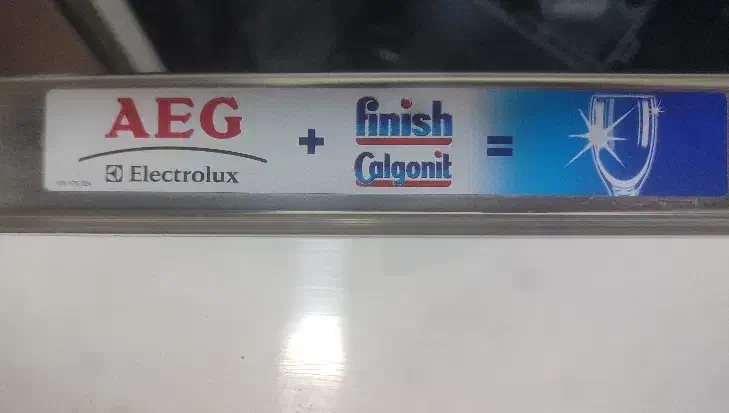 AEG
Electrolux
+
finish
Calgonit
=